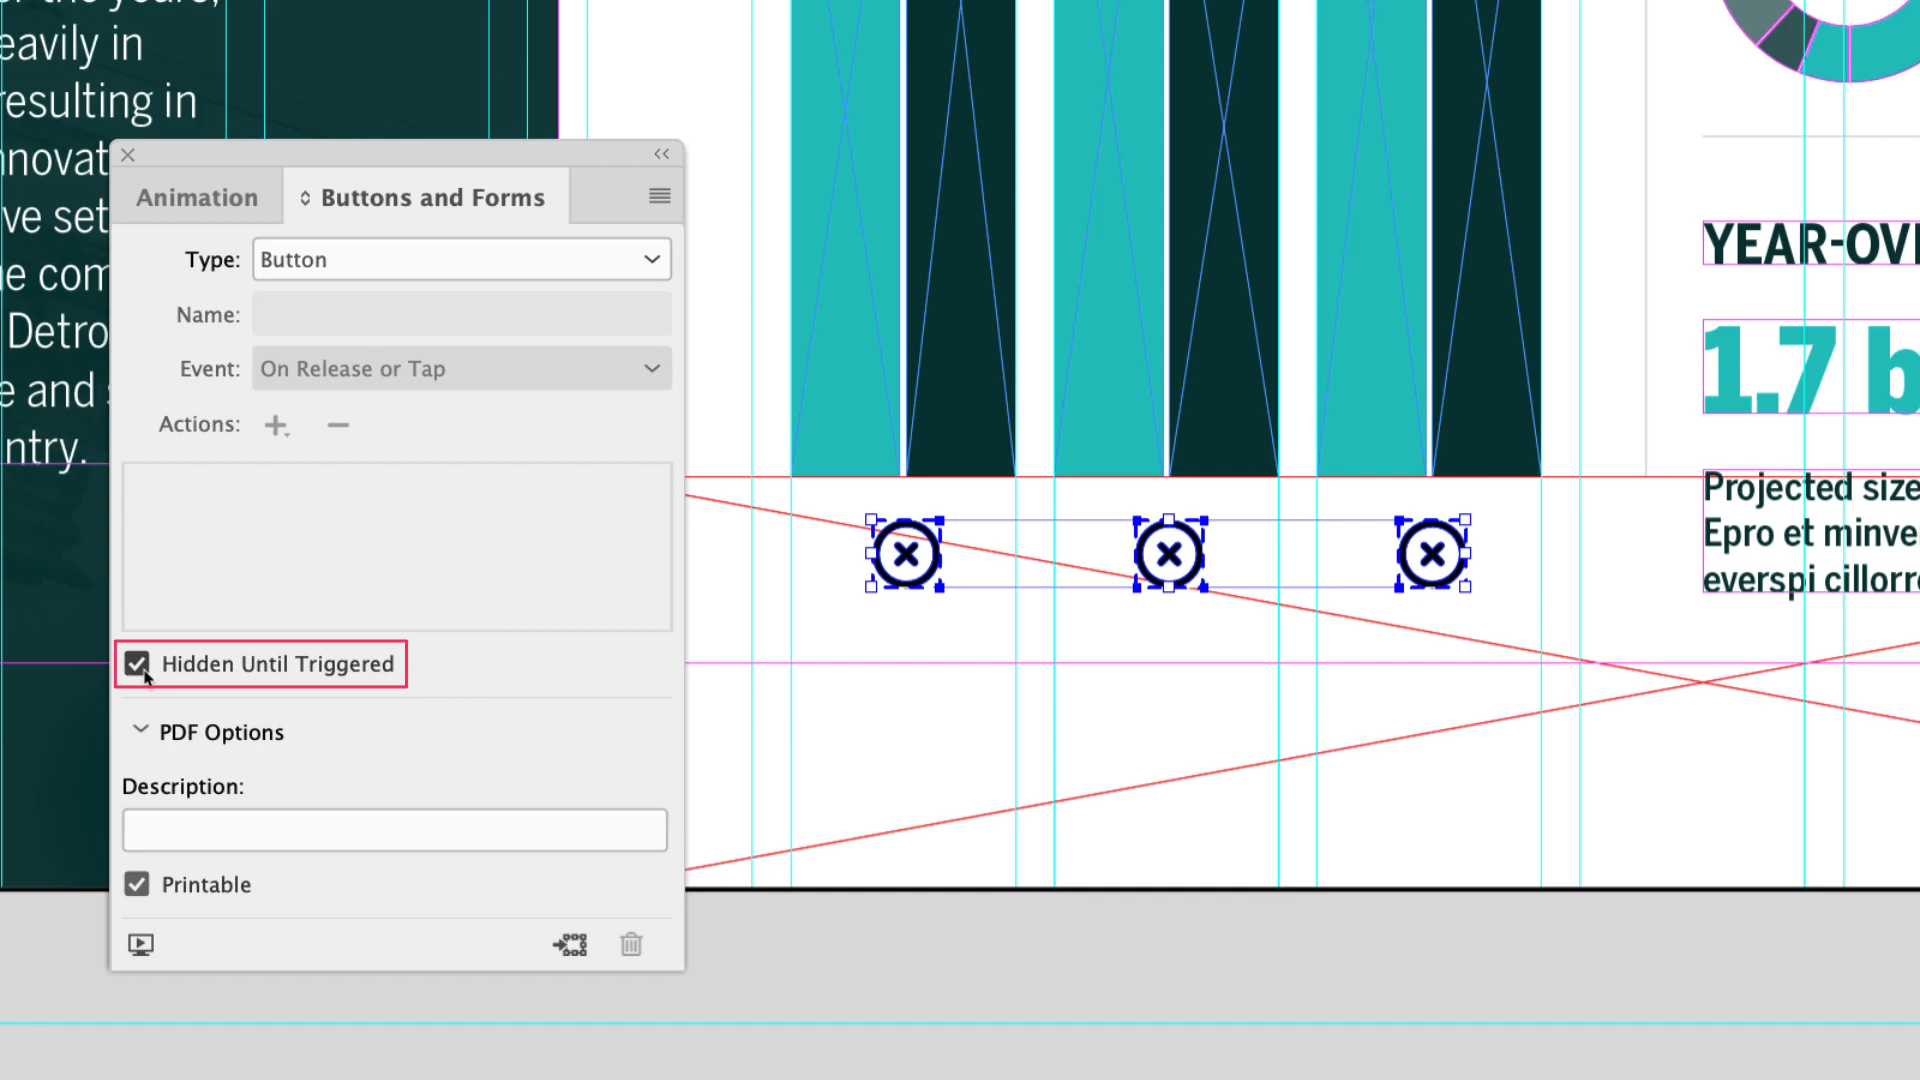 the years,
eavily in
resulting in
nnovat
ve set
e com
Detro
e and
ntry.
Animation
Buttons and Forms
Type: Button
Name:
Event: On Release or Tap
Actions:
Hidden Until Triggered
PDF Options
Description:
Printable
YEAR-OV
1.7 b
Projected size
Epro et minve
everspi cillorr